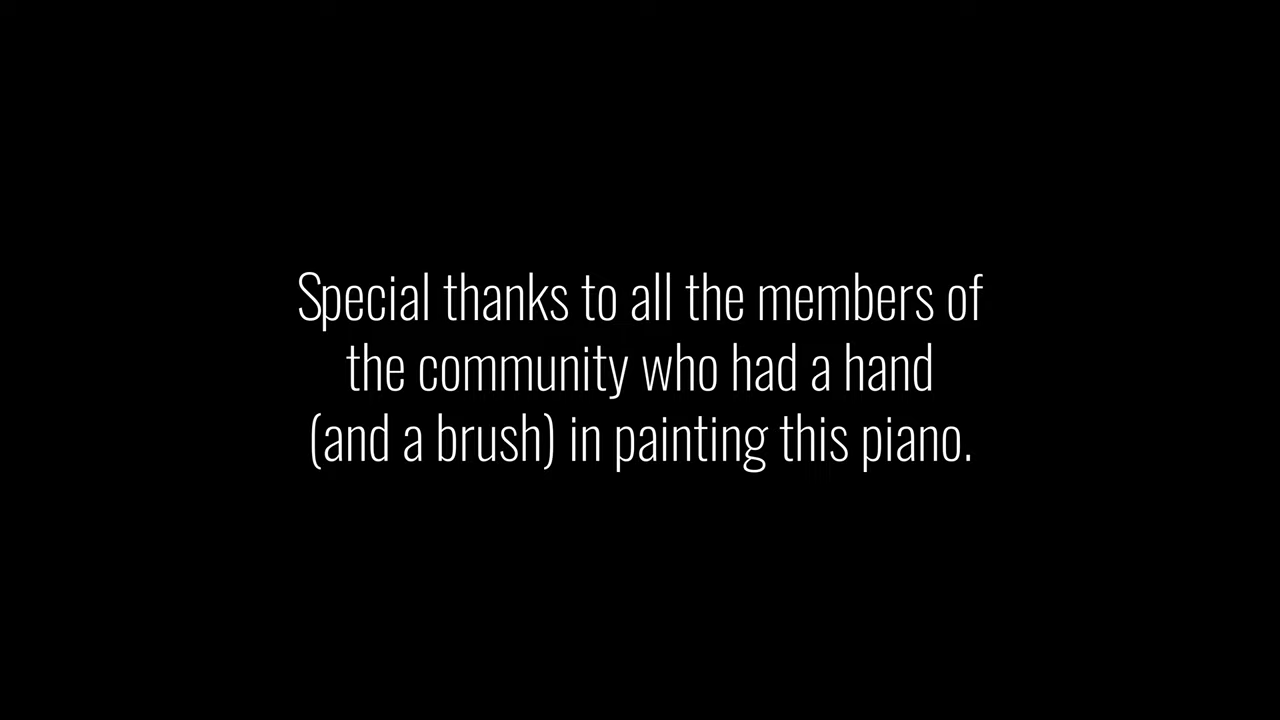 Special thanks to all the members of
the community who had a hand
(and a brush) in painting this piano.